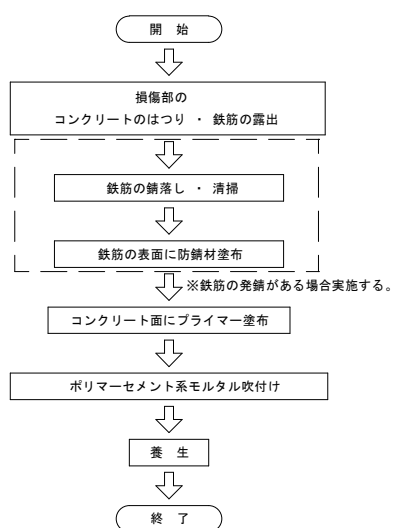 開 始
損傷部の
コンクリートのはつり ・ 鉄筋の露出
鉄筋の錆落し ・ 清掃
鉄筋の表面に防錆材塗布
※鉄筋の発錆がある場合実施する。
コンクリート面にプライマー塗布
ポリマーセメント系モルタル吹付け
養 生
終 了